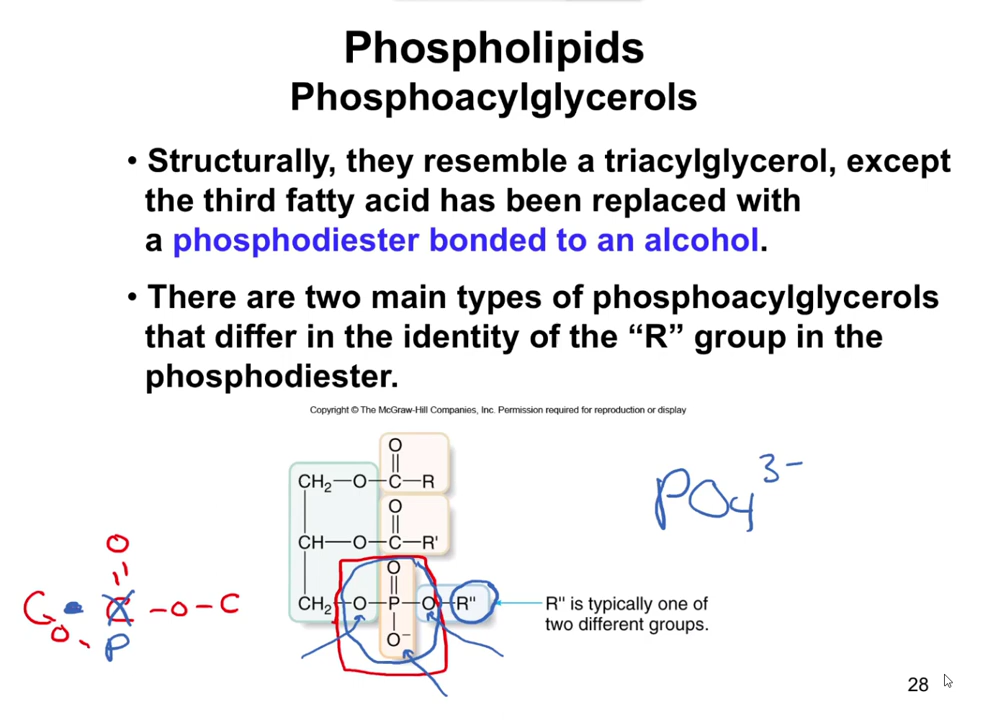 Phospholipids
Phosphoacylglycerols
• Structurally, they resemble a triacylglycerol, except
the third fatty acid has been replaced with
a phosphodiester bonded to an alcohol.
• There are two main types of phosphoacylglycerols
that differ in the identity of the “R” group in the
phosphodiester.
Copyright © The McGraw-Hill Companies, Inc. Permission required for reproduction or display
O
||
CH₂—O—C—R
O
||
CH—O—C—R'
O
||
CH₂—O—P—O—R"
|
O⁻
R" is typically one of
two different groups.
PO₄³⁻
O
C C -O-C
O P
28